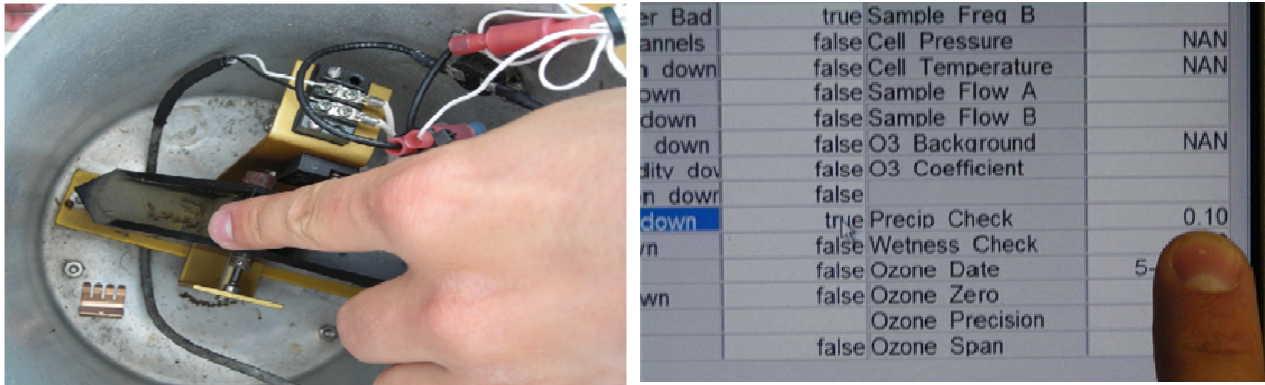 er Bad true Sample Freq B
annels false Cell Pressure NAN
n down false Cell Temperature NAN
own false Sample Flow A
down false Sample Flow B
down false O3 Background NAN
dity dov false O3 Coefficient
n down false
down true Precip Check 0.10
wn false Wetness Check
false Ozone Date 5-
wn false Ozone Zero
Ozone Precision
false Ozone Span